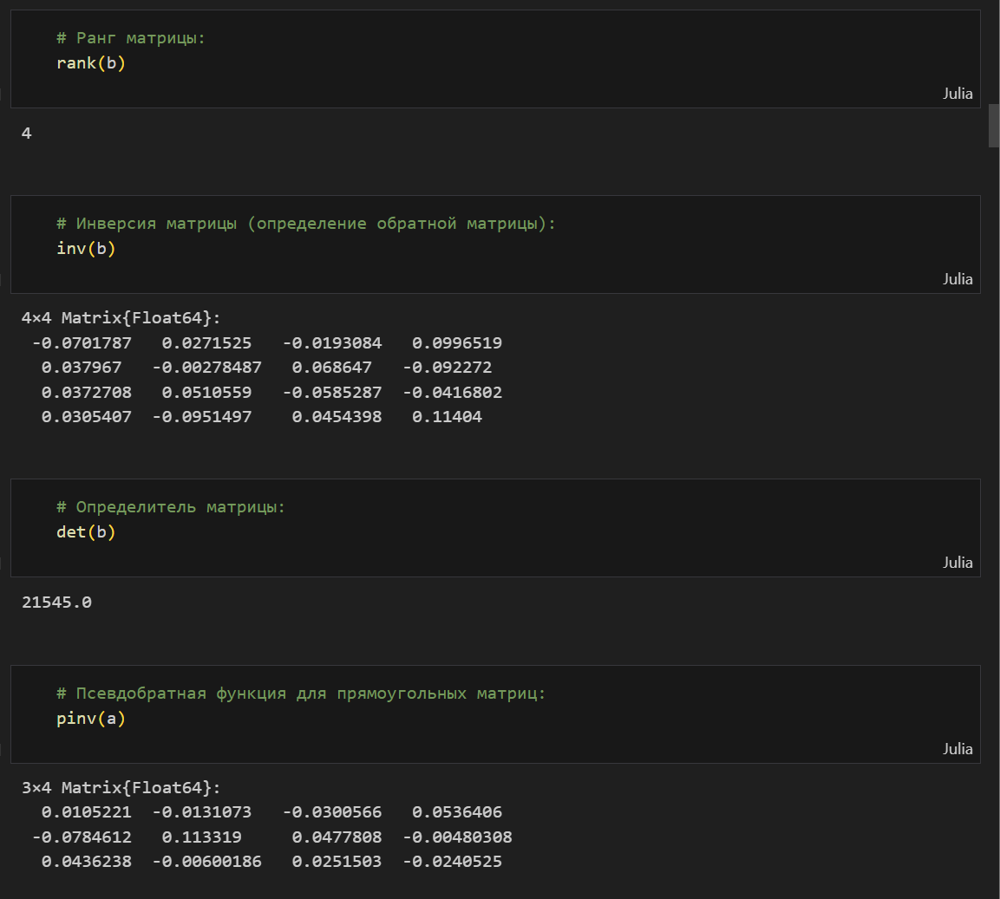 # Ранг матрицы:
rank(b)
Julia
4
# Инверсия матрицы (определение обратной матрицы):
inv(b)
Julia
4×4 Matrix{Float64}:
-0.0701787 0.0271525 -0.0193084 0.0996519
0.037967 -0.00278487 0.068647 -0.092272
0.0372708 0.0510559 -0.0585287 -0.0416802
0.0305407 -0.0951497 0.0454398 0.11404
# Определитель матрицы:
det(b)
Julia
21545.0
# Псевдобратная функция для прямоугольных матриц:
pinv(a)
Julia
3×4 Matrix{Float64}:
0.0105221 -0.0131073 -0.0300566 0.0536406
-0.0784612 0.113319 0.0477808 -0.00480308
0.0436238 -0.00600186 0.0251503 -0.0240525